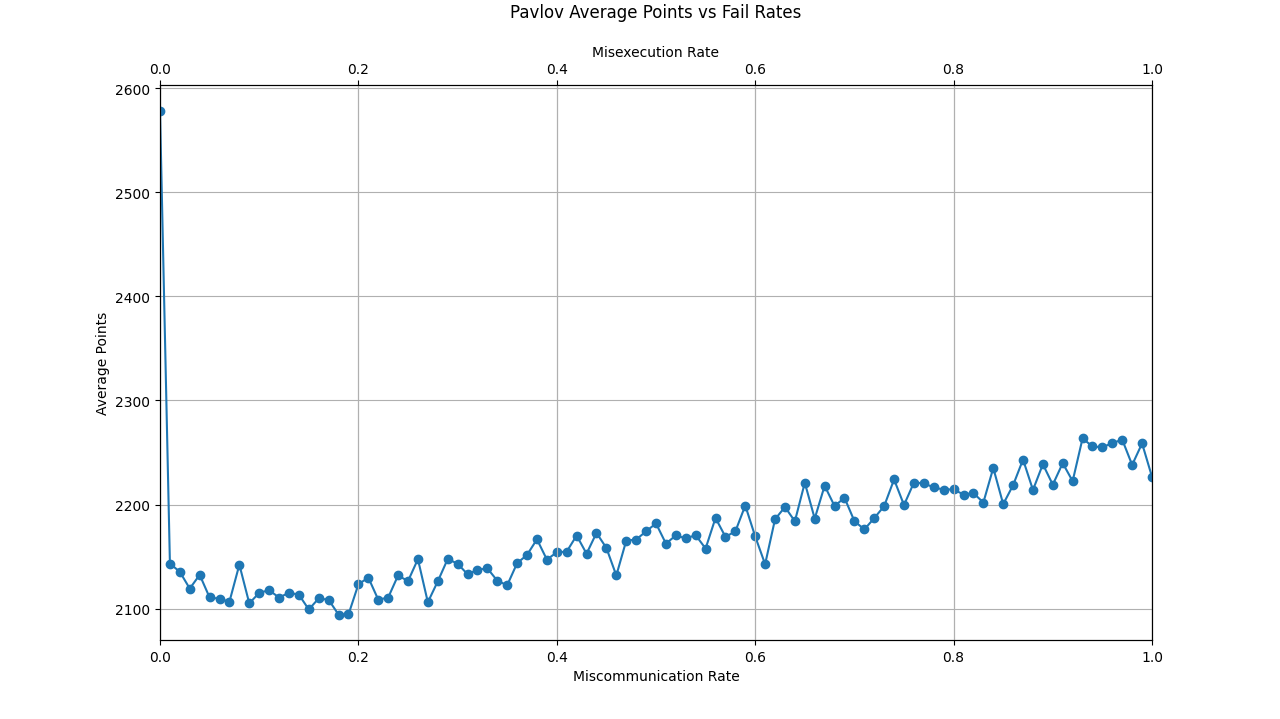 Pavlov Average Points vs Fail Rates
Misexecution Rate
0.0 0.2 0.4 0.6 0.8 1.0
2600
2500
2400
2300
2200
2100
Average Points
0.0 0.2 0.4 0.6 0.8 1.0
Miscommunication Rate